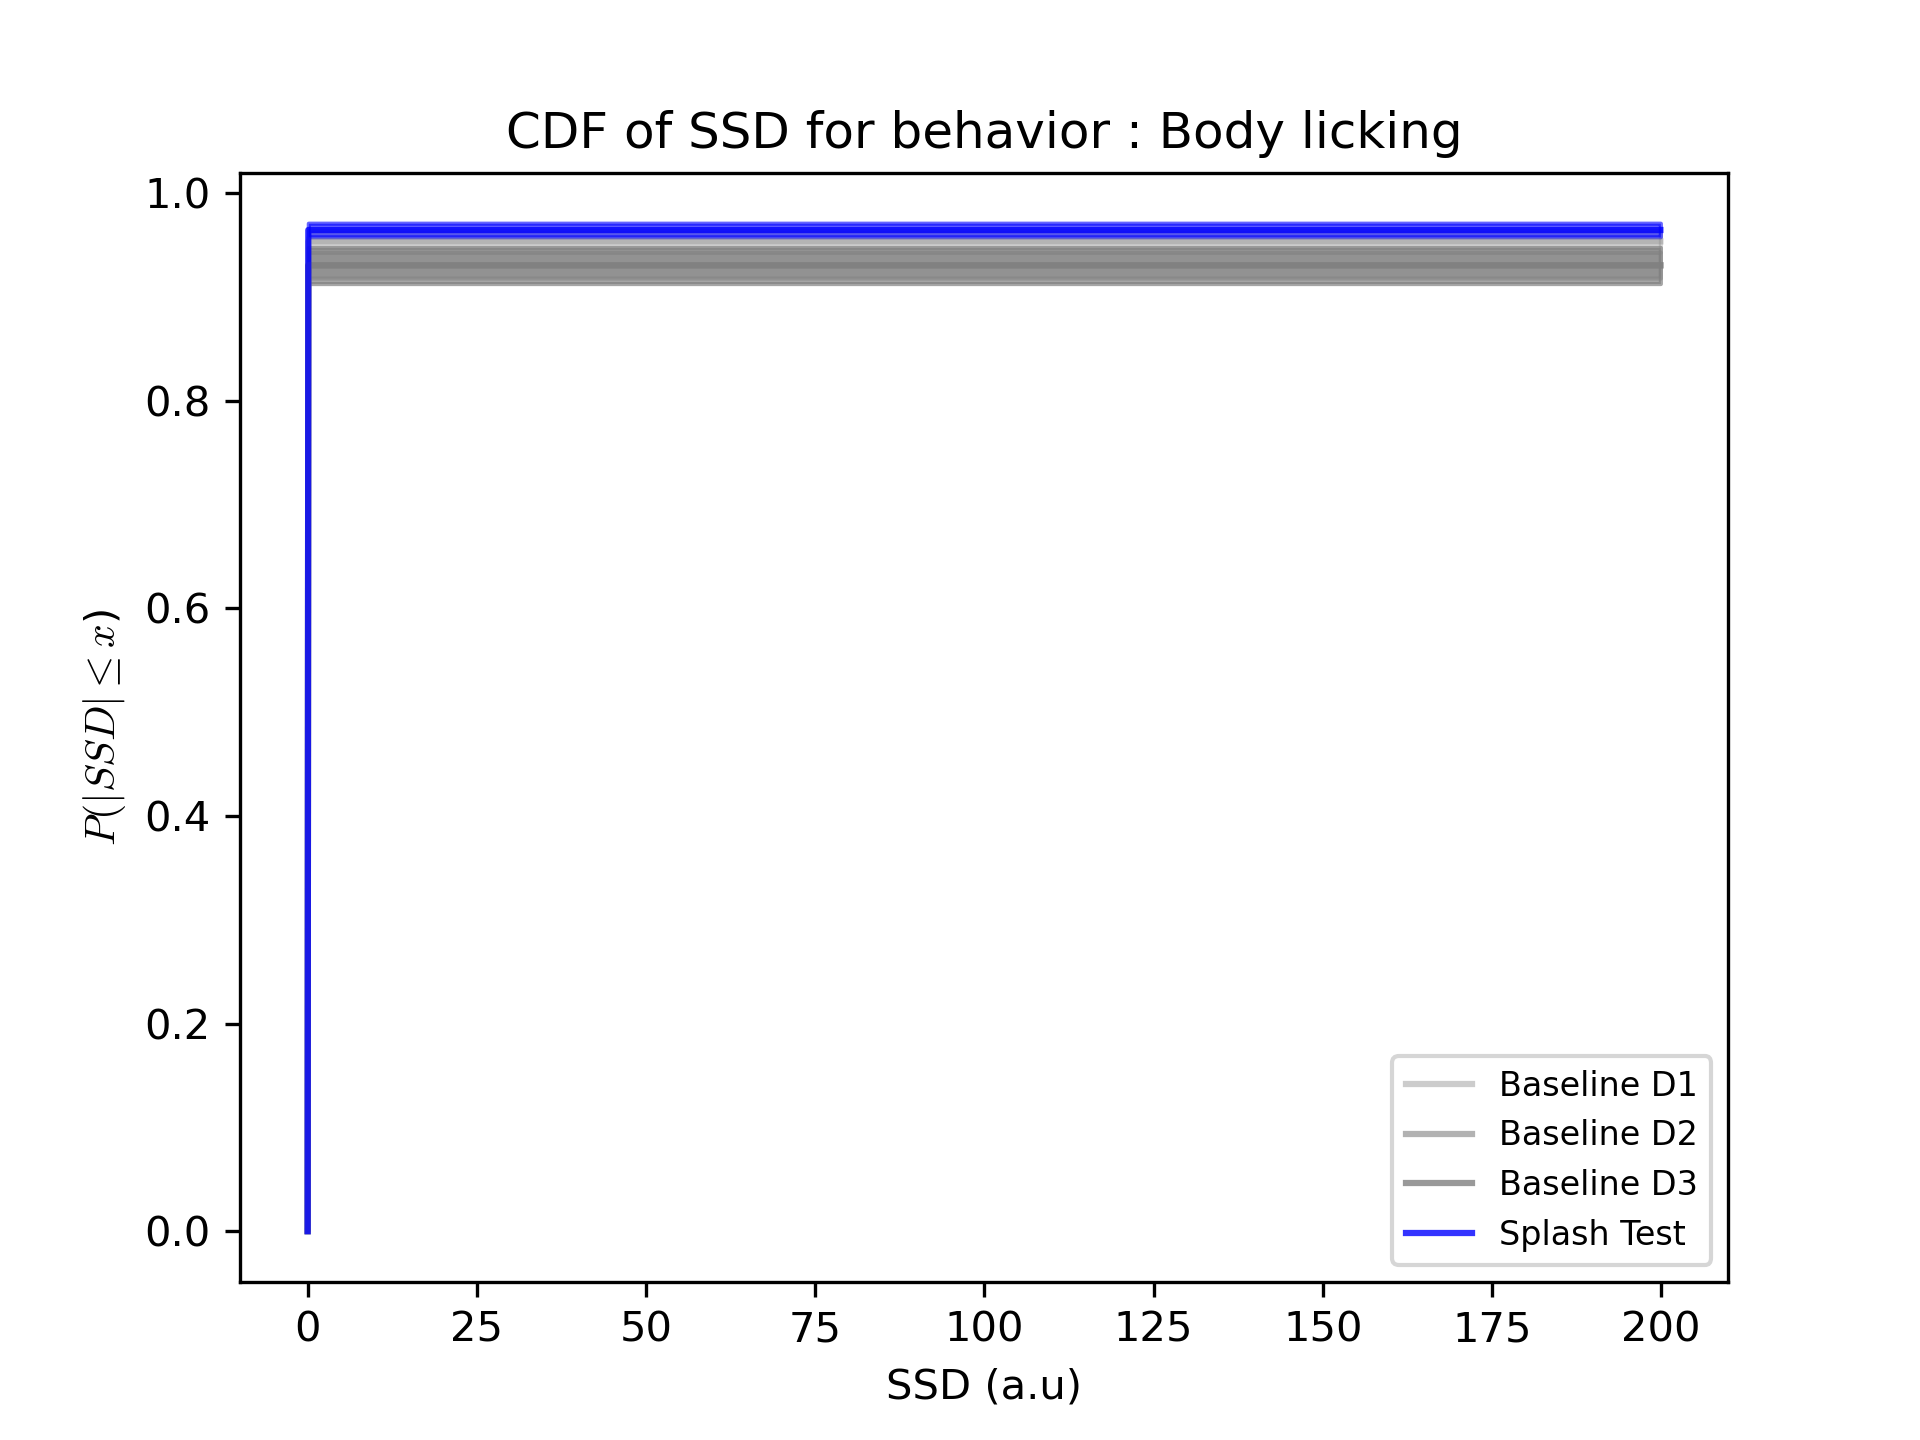 CDF of SSD for behavior : Body licking
P(|SSD| ≤ x)
1.0
0.8
0.6
0.4
0.2
0.0
0 25 50 75 100 125 150 175 200
SSD (a.u)
Baseline D1
Baseline D2
Baseline D3
Splash Test